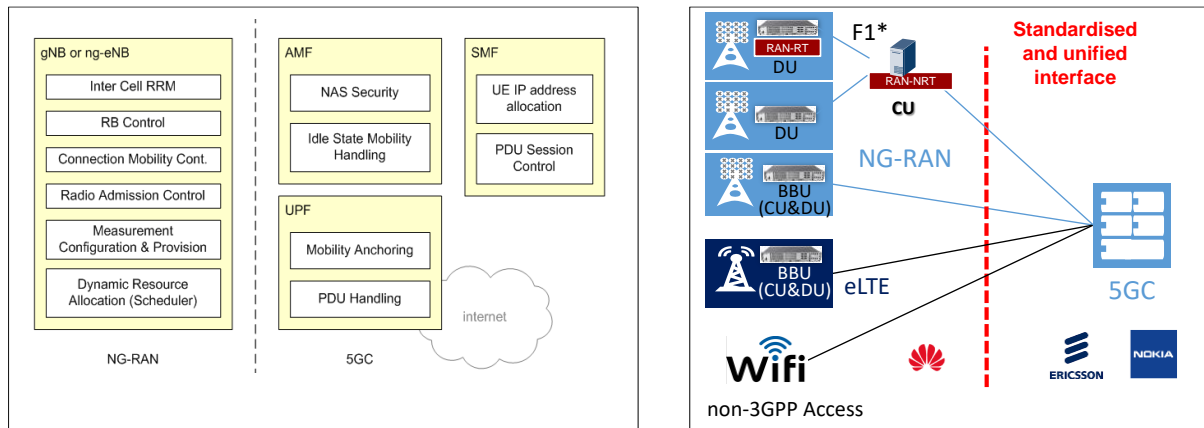 gNB or ng-eNB
Inter Cell RRM
RB Control
Connection Mobility Cont.
Radio Admission Control
Measurement
Configuration & Provision
Dynamic Resource
Allocation (Scheduler)
NG-RAN
AMF
NAS Security
Idle State Mobility
Handling
SMF
UE IP address
allocation
PDU Session
Control
UPF
Mobility Anchoring
PDU Handling
internet
5GC
RAN-RT
DU
F1*
RAN-NRT
CU
Standardised
and unified
interface
DU
NG-RAN
BBU
(CU&DU)
BBU
(CU&DU)
eLTE
5GC
WiFi
non-3GPP Access
ERICSSON
NOKIA